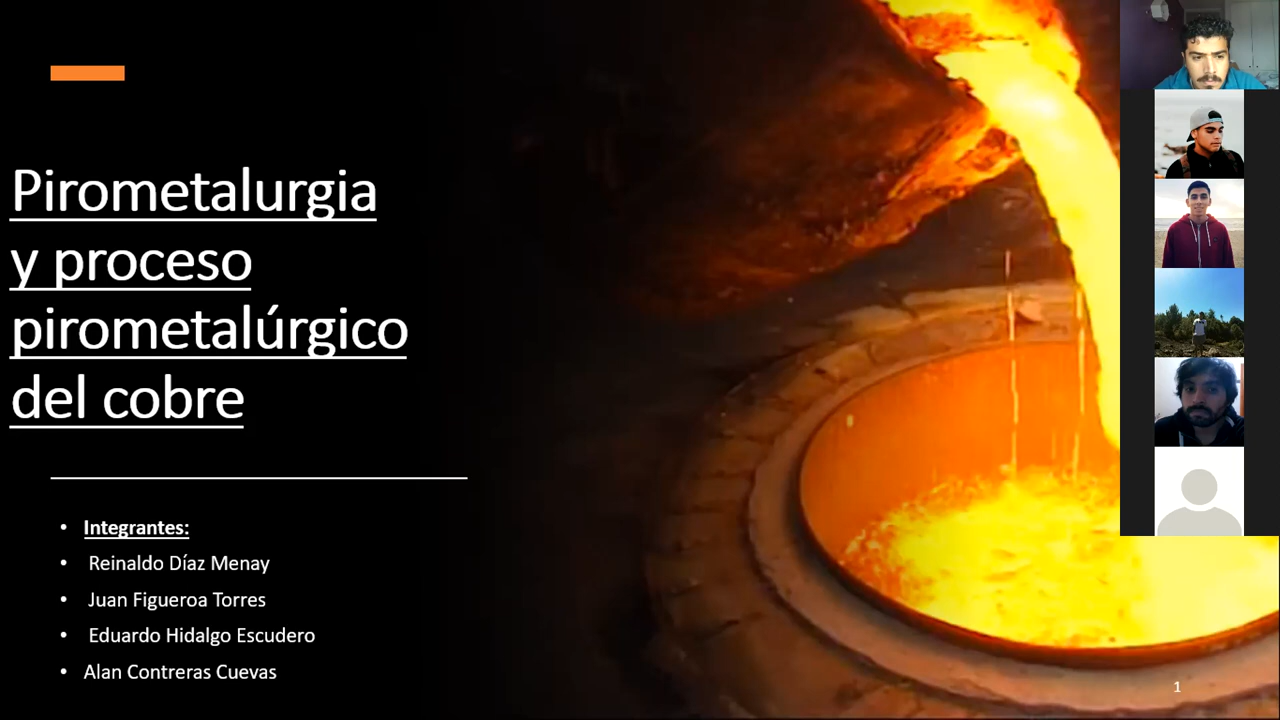 Pirometalurgia
y proceso
pirometalúrgico
del cobre
• Integrantes:
• Reinaldo Díaz Menay
• Juan Figueroa Torres
• Eduardo Hidalgo Escudero
• Alan Contreras Cuevas
1